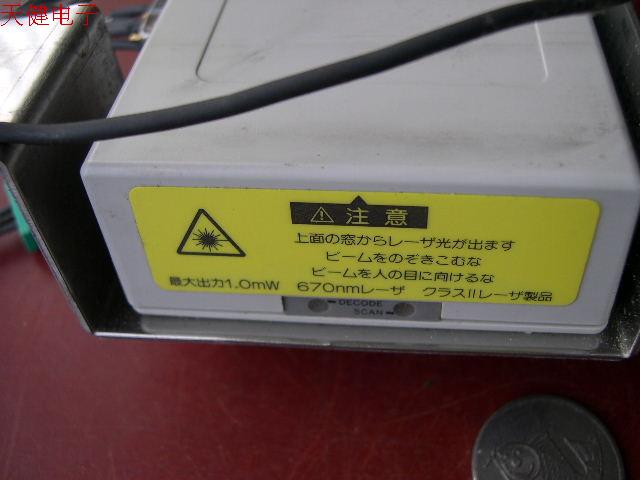 天健电子
⚠ 注意
上面の窓からレーザ光が出ます
ビームをのぞきこむな
ビームを人の目に向けるな
最大出力1.0mW 670nmレーザ クラスIIレーザ製品
DECODE
SCAN